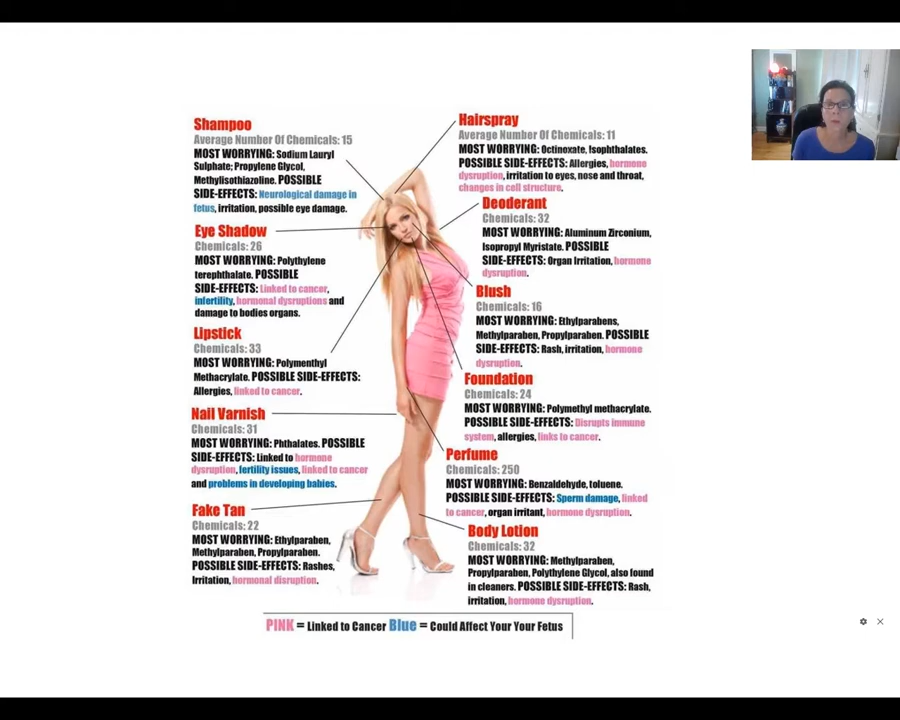 Shampoo
Average Number Of Chemicals: 15
MOST WORRYING: Sodium Lauryl
Sulphate; Propylene Glycol,
Methylisothiazoline. POSSIBLE
SIDE-EFFECTS: Neurological damage in
fetus, irritation, possible eye damage.
Eye Shadow
Chemicals: 26
MOST WORRYING: Polythylene
terephthalate. POSSIBLE
SIDE-EFFECTS: Linked to cancer,
infertility, hormonal dysruptions and
damage to bodies organs.
Lipstick
Chemicals: 33
MOST WORRYING: Polymenthyl
Methacrylate. POSSIBLE SIDE-EFFECTS:
Allergies, linked to cancer.
Nail Varnish
Chemicals: 31
MOST WORRYING: Phthalates. POSSIBLE
SIDE-EFFECTS: Linked to hormone
dysruption, fertility issues, linked to cancer
and problems in developing babies.
Fake Tan
Chemicals: 22
MOST WORRYING: Ethylparaben,
Methylparaben, Propylparaben.
POSSIBLE SIDE-EFFECTS: Rashes,
Irritation, hormonal disruption.
Hairspray
Average Number Of Chemicals: 11
MOST WORRYING: Octinoxate, Isophthalates.
POSSIBLE SIDE-EFFECTS: Allergies, hormone
dysruption, irritation to eyes, nose and throat,
changes in cell structure.
Deoderant
Chemicals: 32
MOST WORRYING: Aluminum Zirconium,
Isopropyl Myristate. POSSIBLE
SIDE-EFFECTS: Organ Irritation, hormone
dysruption.
Blush
Chemicals: 16
MOST WORRYING: Ethylparabens,
Methylparaben, Propylparaben. POSSIBLE
SIDE-EFFECTS: Rash, irritation, hormone
dysruption.
Foundation
Chemicals: 24
MOST WORRYING: Polymethyl methacrylate.
POSSIBLE SIDE-EFFECTS: Disrupts immune
system, allergies, links to cancer.
Perfume
Chemicals: 250
MOST WORRYING: Benzaldehyde, toluene.
POSSIBLE SIDE-EFFECTS: Sperm damage, linked
to cancer, organ irritant, hormone dysruption.
Body Lotion
Chemicals: 32
MOST WORRYING: Methylparaben,
Propylparaben, Polythylene Glycol, also found
in cleaners. POSSIBLE SIDE-EFFECTS: Rash,
irritation, hormone dysruption.
PINK = Linked to Cancer Blue = Could Affect Your Your Fetus